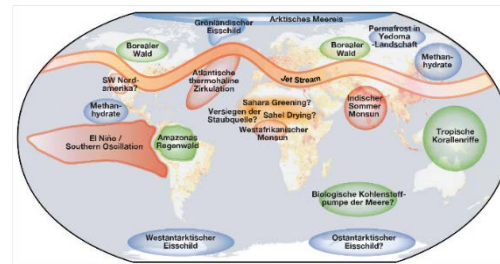 Arktisches Meereis
Grönländischer
Eisschild
Permafrost in
Yedoma
-Landschaft
Borealer
Wald
Borealer
Wald
Methan-
hydrate
SW Nord-
amerika?
Atlantische
thermohaline
Zirkulation
Jet Stream
Methan-
hydrate
Sahara Greening?
Versiegen der
Staubquelle?
Sahel Drying?
Westafrikanischer
Monsun
Indischer
Sommer
Monsun
El Niño /
Southern Osillation
Amazonas
Regenwald
Tropische
Korallenriffe
Biologische Kohlenstoff-
pumpe der Meere?
Westantarktischer
Eisschild
Ostantarktischer
Eisschild?